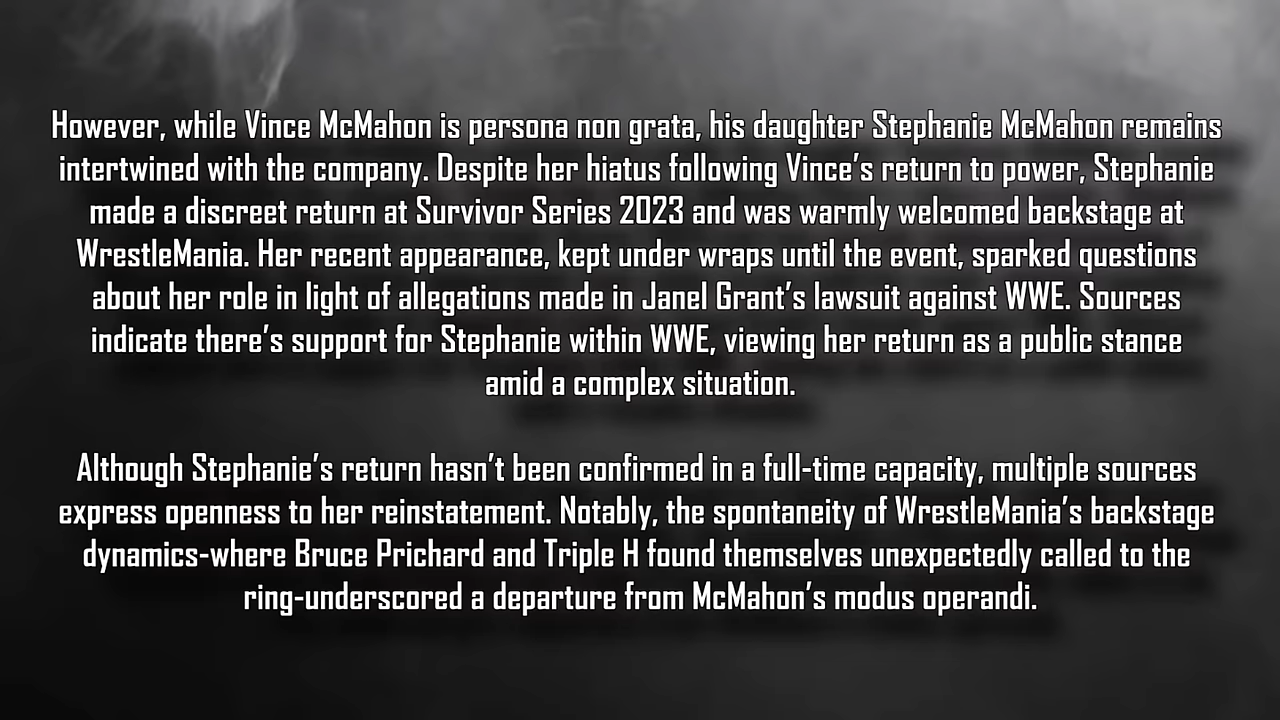 However, while Vince McMahon is persona non grata, his daughter Stephanie McMahon remains
intertwined with the company. Despite her hiatus following Vince's return to power, Stephanie
made a discreet return at Survivor Series 2023 and was warmly welcomed backstage at
WrestleMania. Her recent appearance, kept under wraps until the event, sparked questions
about her role in light of allegations made in Janel Grant's lawsuit against WWE. Sources
indicate there's support for Stephanie within WWE, viewing her return as a public stance
amid a complex situation.
Although Stephanie's return hasn't been confirmed in a full-time capacity, multiple sources
express openness to her reinstatement. Notably, the spontaneity of WrestleMania's backstage
dynamics-where Bruce Prichard and Triple H found themselves unexpectedly called to the
ring-underscored a departure from McMahon's modus operandi.